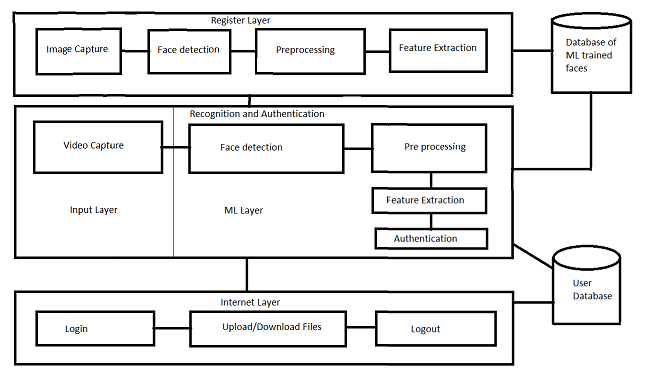 Register Layer
Image Capture
Face detection
Preprocessing
Feature Extraction
Database of
ML trained
faces
Recognition and Authentication
Video Capture
Face detection
Pre processing
Feature Extraction
Authentication
Input Layer
ML Layer
User
Database
Internet Layer
Login
Upload/Download Files
Logout